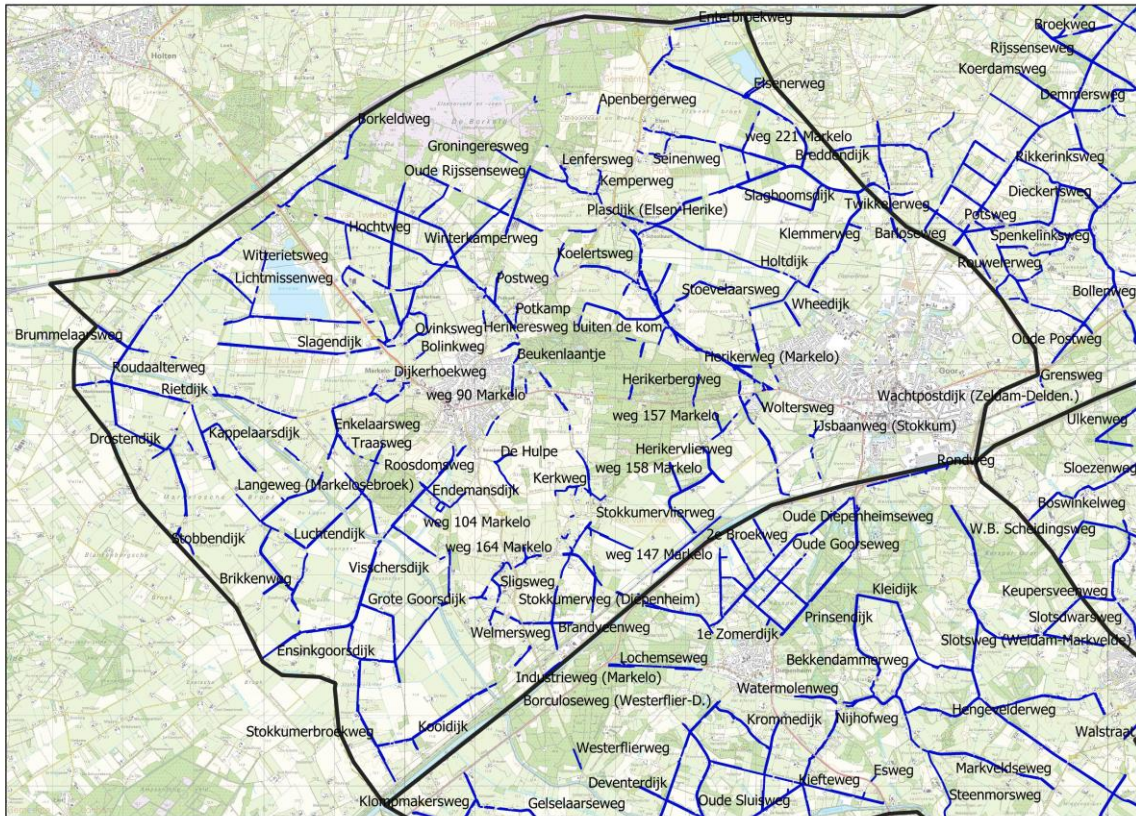 Enterbroekweg
Broekweg
Rijssenseweg
Holten
Koerdamsweg
Elsenerweg
Demmersweg
Apenbergerweg
Borkeldweg
weg 221 Markelo
Groningeresweg
Lenfersweg
Seinenweg
Breddendijk
Rikkerinksweg
Oude Rijssenseweg
Kemperweg
Dieckertsweg
Slagboomsdijk
Twikkelerweg
Plasdijk (Elsen-Herike)
Potsweg
Hochtweg
Winterkamperweg
Klemmerweg
Barloseweg
Spenkelinksweg
Witterietsweg
Koelertsweg
Holtdijk
Rouwelerweg
Lichtmissenweg
Postweg
Stoevelaarsweg
Bollenweg
Potkamp
Wheedijk
Brummelaarsweg
Ovinksweg
Herikeresweg buiten de kom
Slagendijk
Bolinkweg
Beukenlaantje
Herikerweg (Markelo)
Oude Postweg
Roudaalterweg
Markelo
Dijkerhoekweg
Goor
Grensweg
Rietdijk
weg 90 Markelo
Herikerbergweg
Wachtpostdijk (Zeldam-Delden.)
Woltersweg
weg 157 Markelo
Ulkenweg
Drostendijk
Kappelaarsdijk
Enkelaarsweg
IJsbaanweg (Stokkum)
Traasweg
De Hulpe
Herikervlierweg
Roosdomsweg
weg 158 Markelo
Rondweg
Sloezenweg
Langeweg (Markelosebroek)
Endemansdijk
Kerkweg
Boswinkelweg
Stokkumervlierweg
Oude Diepenheimseweg
weg 104 Markelo
W.B. Scheidingsweg
Stobbendijk
Luchtendijk
2e Broekweg
weg 164 Markelo
weg 147 Markelo
Oude Goorseweg
Visschersdijk
Brikkenweg
Sligsweg
Kleidijk
Keupersveenweg
Grote Goorsdijk
Stokkumerweg (Diepenheim)
Prinsendijk
Slotsdwarsweg
Welmersweg
Brandveenweg
1e Zomerdijk
Slotsweg (Weldam-Markvelde)
Ensinkgoorsdijk
Lochemseweg
Bekkendammerweg
Industrieweg (Markelo)
Watermolenweg
Borculoseweg (Westerflier-D.)
Hengevelderweg
Stokkumerbroekweg
Kooidijk
Krommedijk
Nijhofweg
Walstraat
Westerflierweg
Esweg
Markveldseweg
Deventerdijk
Kiefteweg
Steenmorsweg
Klompmakersweg
Gelselaarseweg
Oude Sluisweg